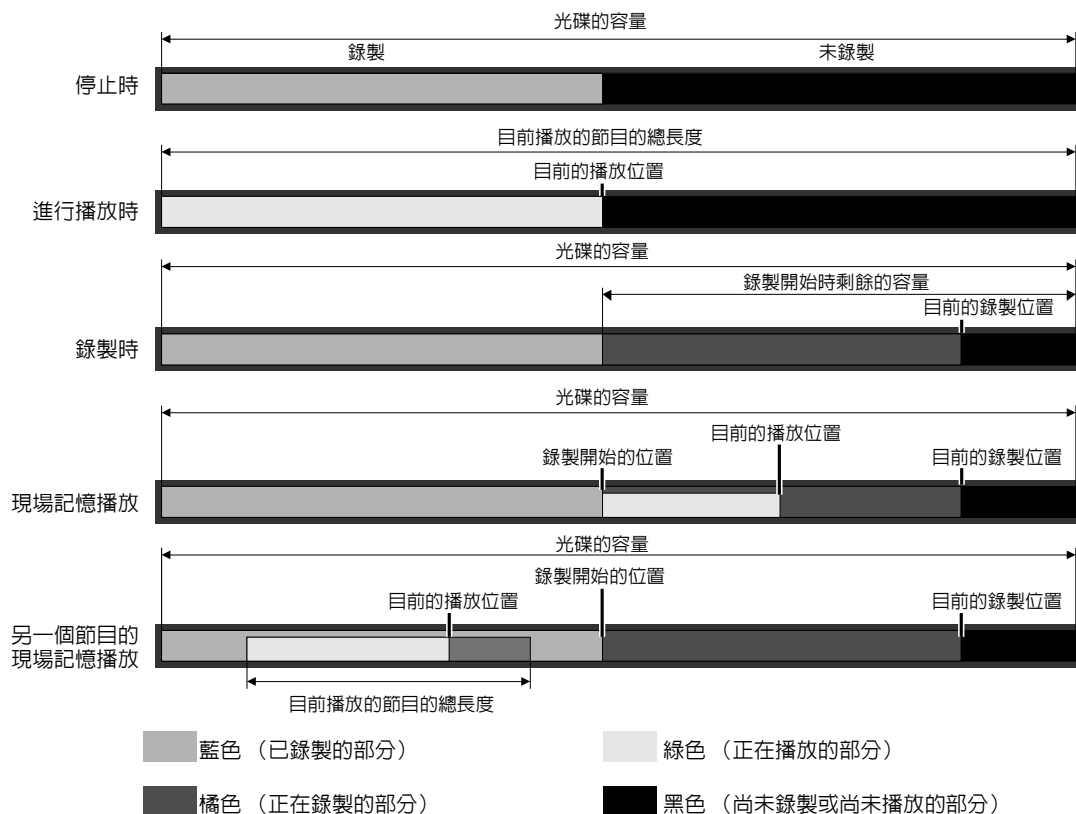 光碟的容量
錄製
未錄製
停止時
目前播放的節目的總長度
目前的播放位置
進行播放時
光碟的容量
錄製開始時剩餘的容量
目前的錄製位置
錄製時
光碟的容量
目前的播放位置
錄製開始的位置
目前的錄製位置
現場記憶播放
光碟的容量
錄製開始的位置
目前的播放位置
目前的錄製位置
另一個節目的
現場記憶播放
目前播放的節目的總長度
藍色 （已錄製的部分）
綠色 （正在播放的部分）
橘色 （正在錄製的部分）
黑色 （尚未錄製或尚未播放的部分）